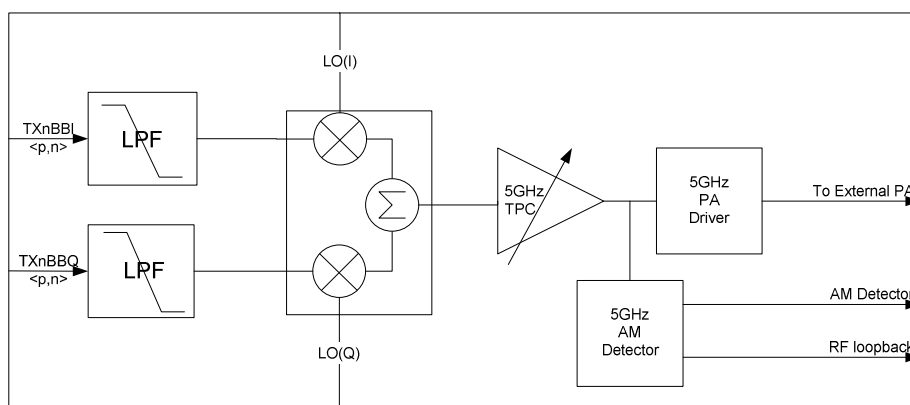 LO(I)
TXnBBI
<p,n>
LPF
5GHz
TPC
5GHz
PA
Driver
To External PA
Σ
TXnBBQ
<p,n>
LPF
5GHz
AM
Detector
AM Detector
RF loopback
LO(Q)